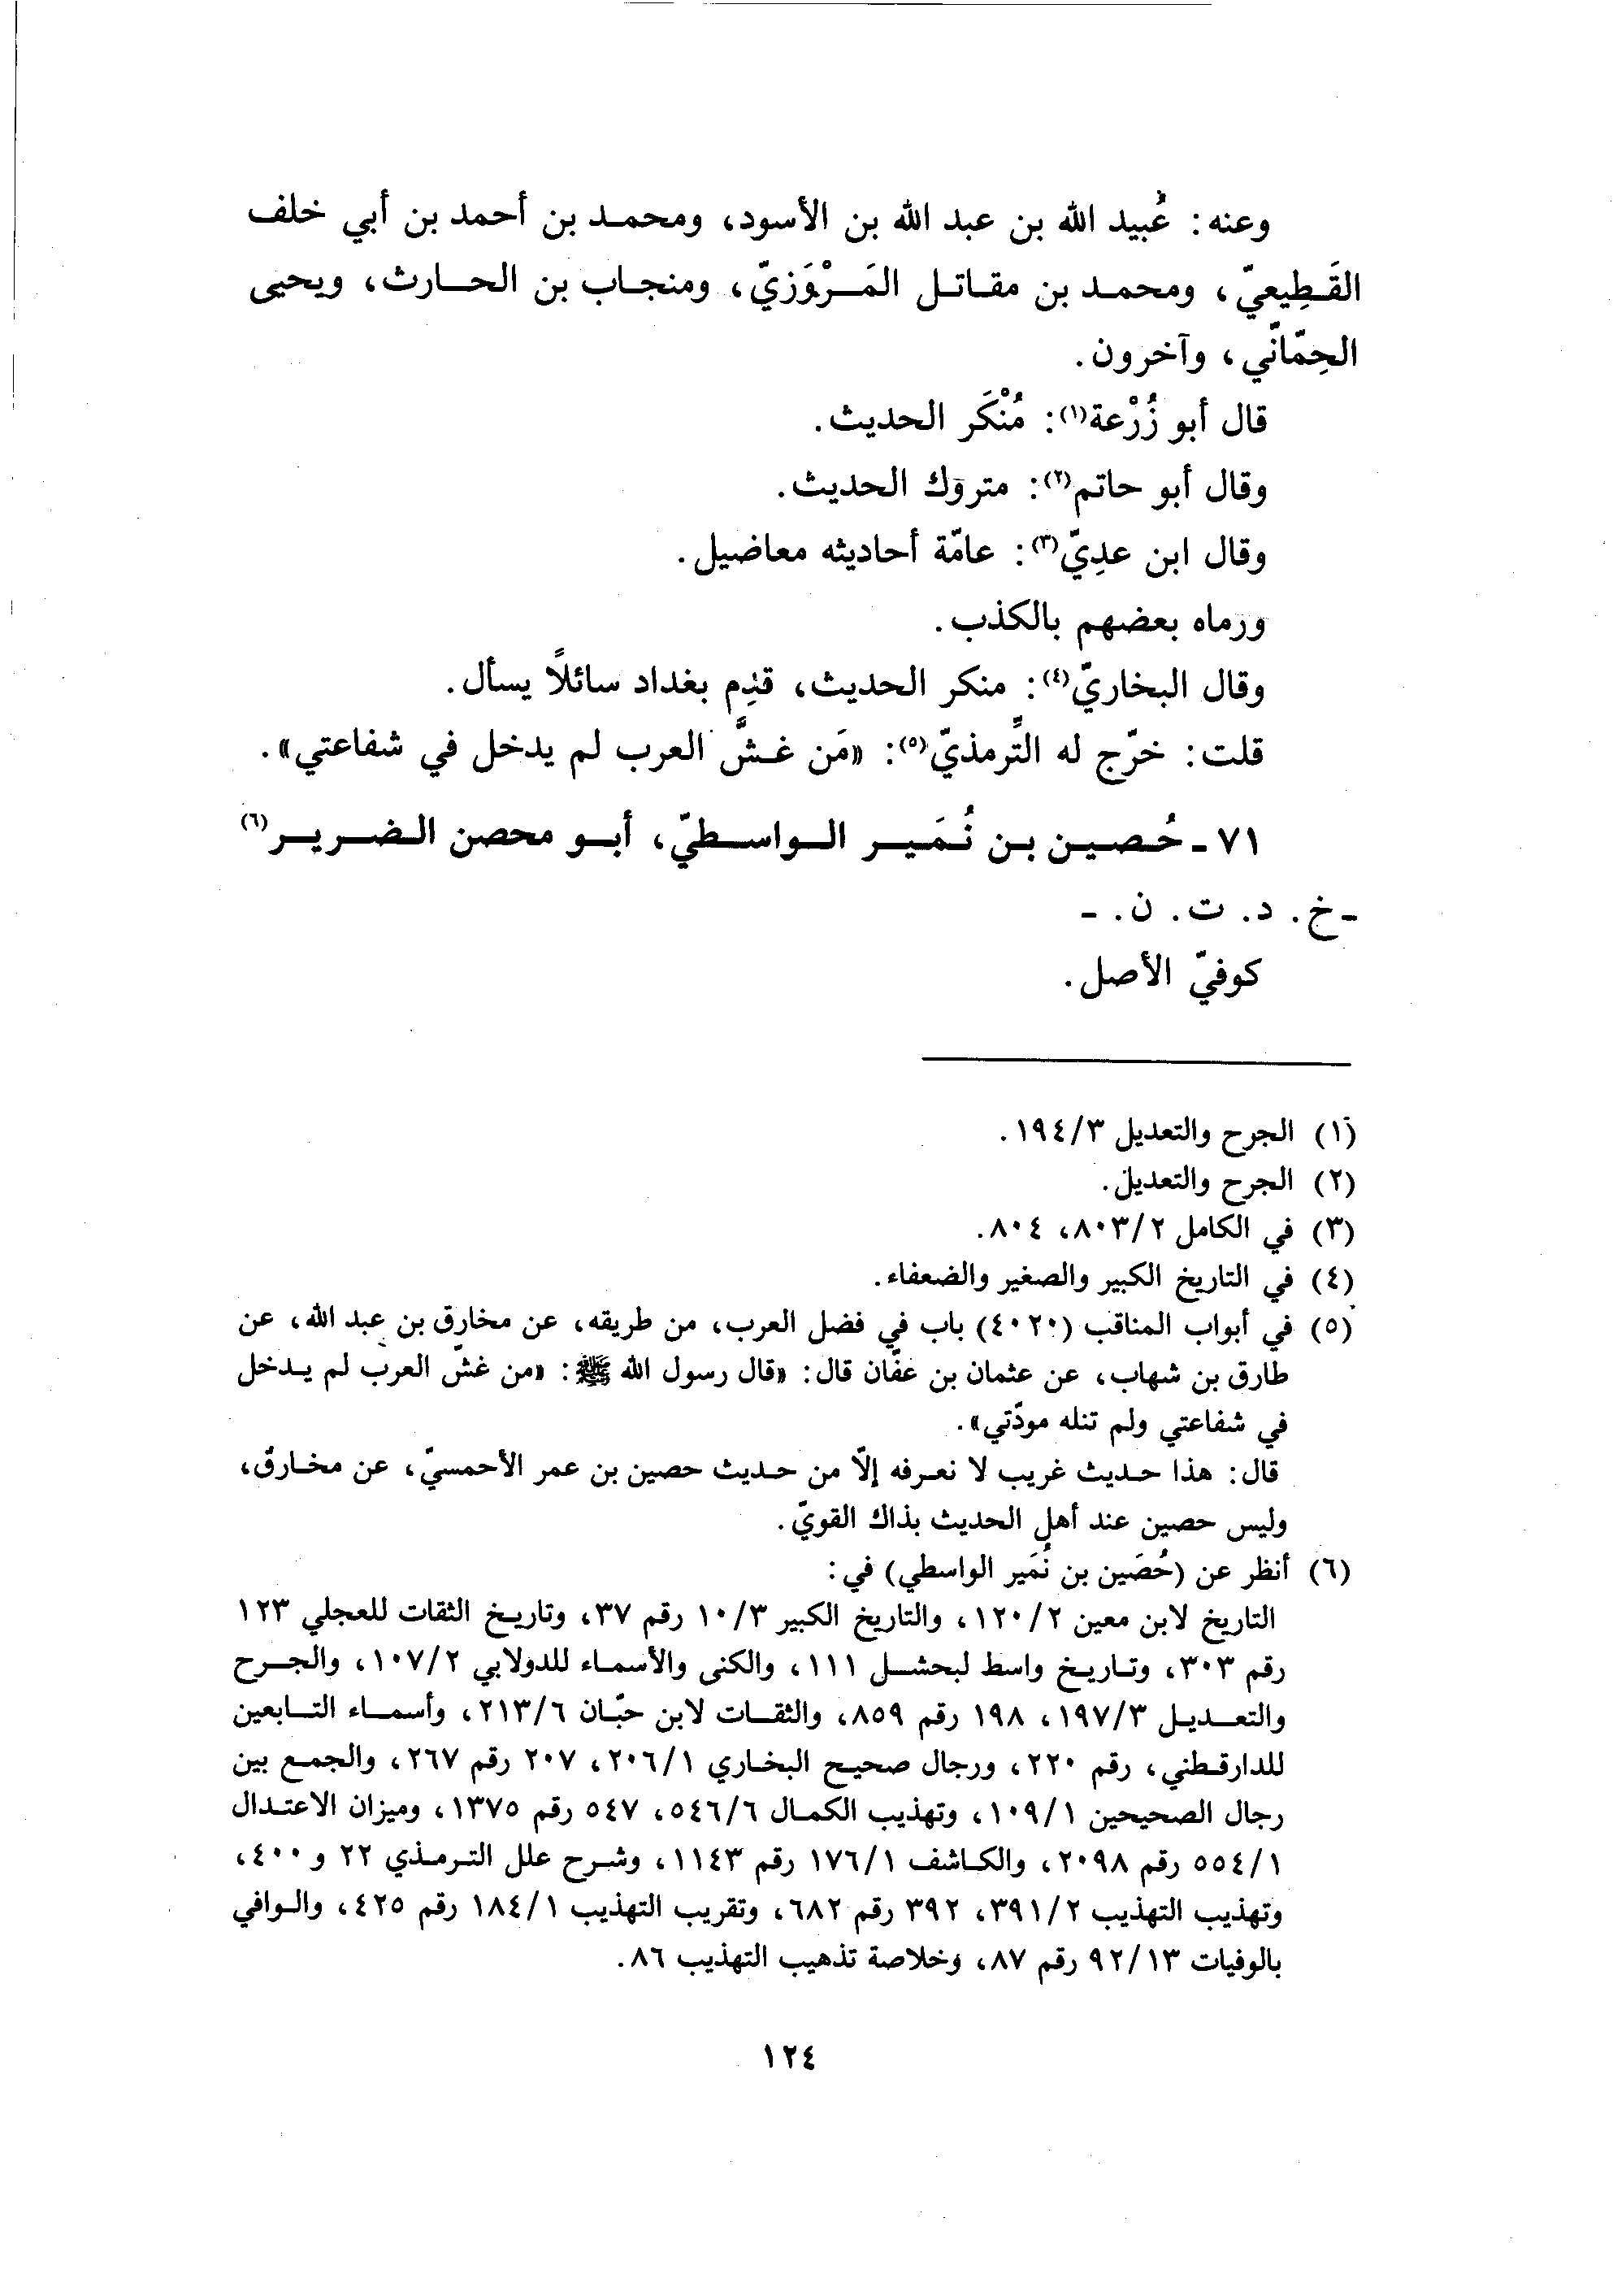 وعنه: عُبيد الله بن عبد الله بن الأسود، ومحمد بن أحمد بن أبي خلف
القَطِيعيّ، ومحمد بن مقاتل المَرْوَزيّ، ومنجاب بن الحارث، ويحيى
الحِمّانّي، وآخرون.
قال أبو زُرْعة(١): مُنْكَر الحديث.
وقال أبو حاتم(٢): متروك الحديث.
وقال ابن عدِيّ(٣): عامّة أحاديثه معاضيل.
ورماه بعضهم بالكذب.
وقال البخاريّ(٤): منكر الحديث، قدِم بغداد سائلاً يسأل.
قلت: خرّج له التِّرمذيّ(٥): «مَن غشَّ العرب لم يدخل في شفاعتي».
٧١ ـ حُصين بن نُمَير الواسطيّ، أبو محصن الضرير(٦)
ـ خ. د. ت. ن. ـ
كوفيّ الأصل.
(١) الجرح والتعديل ١٩٤/٣.
(٢) الجرح والتعديل.
(٣) في الكامل ٨٠٣/٢، ٨٠٤.
(٤) في التاريخ الكبير والصغير والضعفاء.
(٥) في أبواب المناقب (٤٠٢٠) باب في فضل العرب، من طريقه، عن مخارق بن عبد الله، عن
طارق بن شهاب، عن عثمان بن عفّان قال: «قال رسول الله ﷺ: «من غشّ العرب لم يدخل
في شفاعتي ولم تنله مودّتي».
قال: هذا حديث غريب لا نعرفه إلّا من حديث حصين بن عمر الأحمسيّ، عن مخارق،
وليس حصين عند أهل الحديث بذاك القويّ.
(٦) أنظر عن (حُصَين بن نُمَير الواسطي) في:
التاريخ لابن معين ١٢٠/٢، والتاريخ الكبير ١٠/٣ رقم ٣٧، وتاريخ الثقات للعجلي ١٢٣
رقم ٣٠٣، وتاريخ واسط لبحشل ١١١، والكنى والأسماء للدولابي ١٠٧/٢، والجرح
والتعديل ١٩٧/٣، ١٩٨ رقم ٨٥٩، والثقات لابن حبّان ٢١٣/٦، وأسماء التابعين
للدارقطني، رقم ٢٢٠، ورجال صحيح البخاري ٢٠٦/١، ٢٠٧ رقم ٢٦٧، والجمع بين
رجال الصحيحين ١٠٩/١، وتهذيب الكمال ٥٤٦/٦، ٥٤٧ رقم ١٣٧٥، وميزان الاعتدال
٥٥٤/١ رقم ٢٠٩٨، والكاشف ١٧٦/١ رقم ١١٤٣، وشرح علل الترمذي ٢٢ و ٤٠٠،
وتهذيب التهذيب ٣٩١/٢، ٣٩٢ رقم ٦٨٢، وتقريب التهذيب ١٨٤/١ رقم ٤٢٥، والوافي
بالوفيات ٩٢/١٣ رقم ٨٧، وخلاصة تذهيب التهذيب ٨٦.
١٢٤